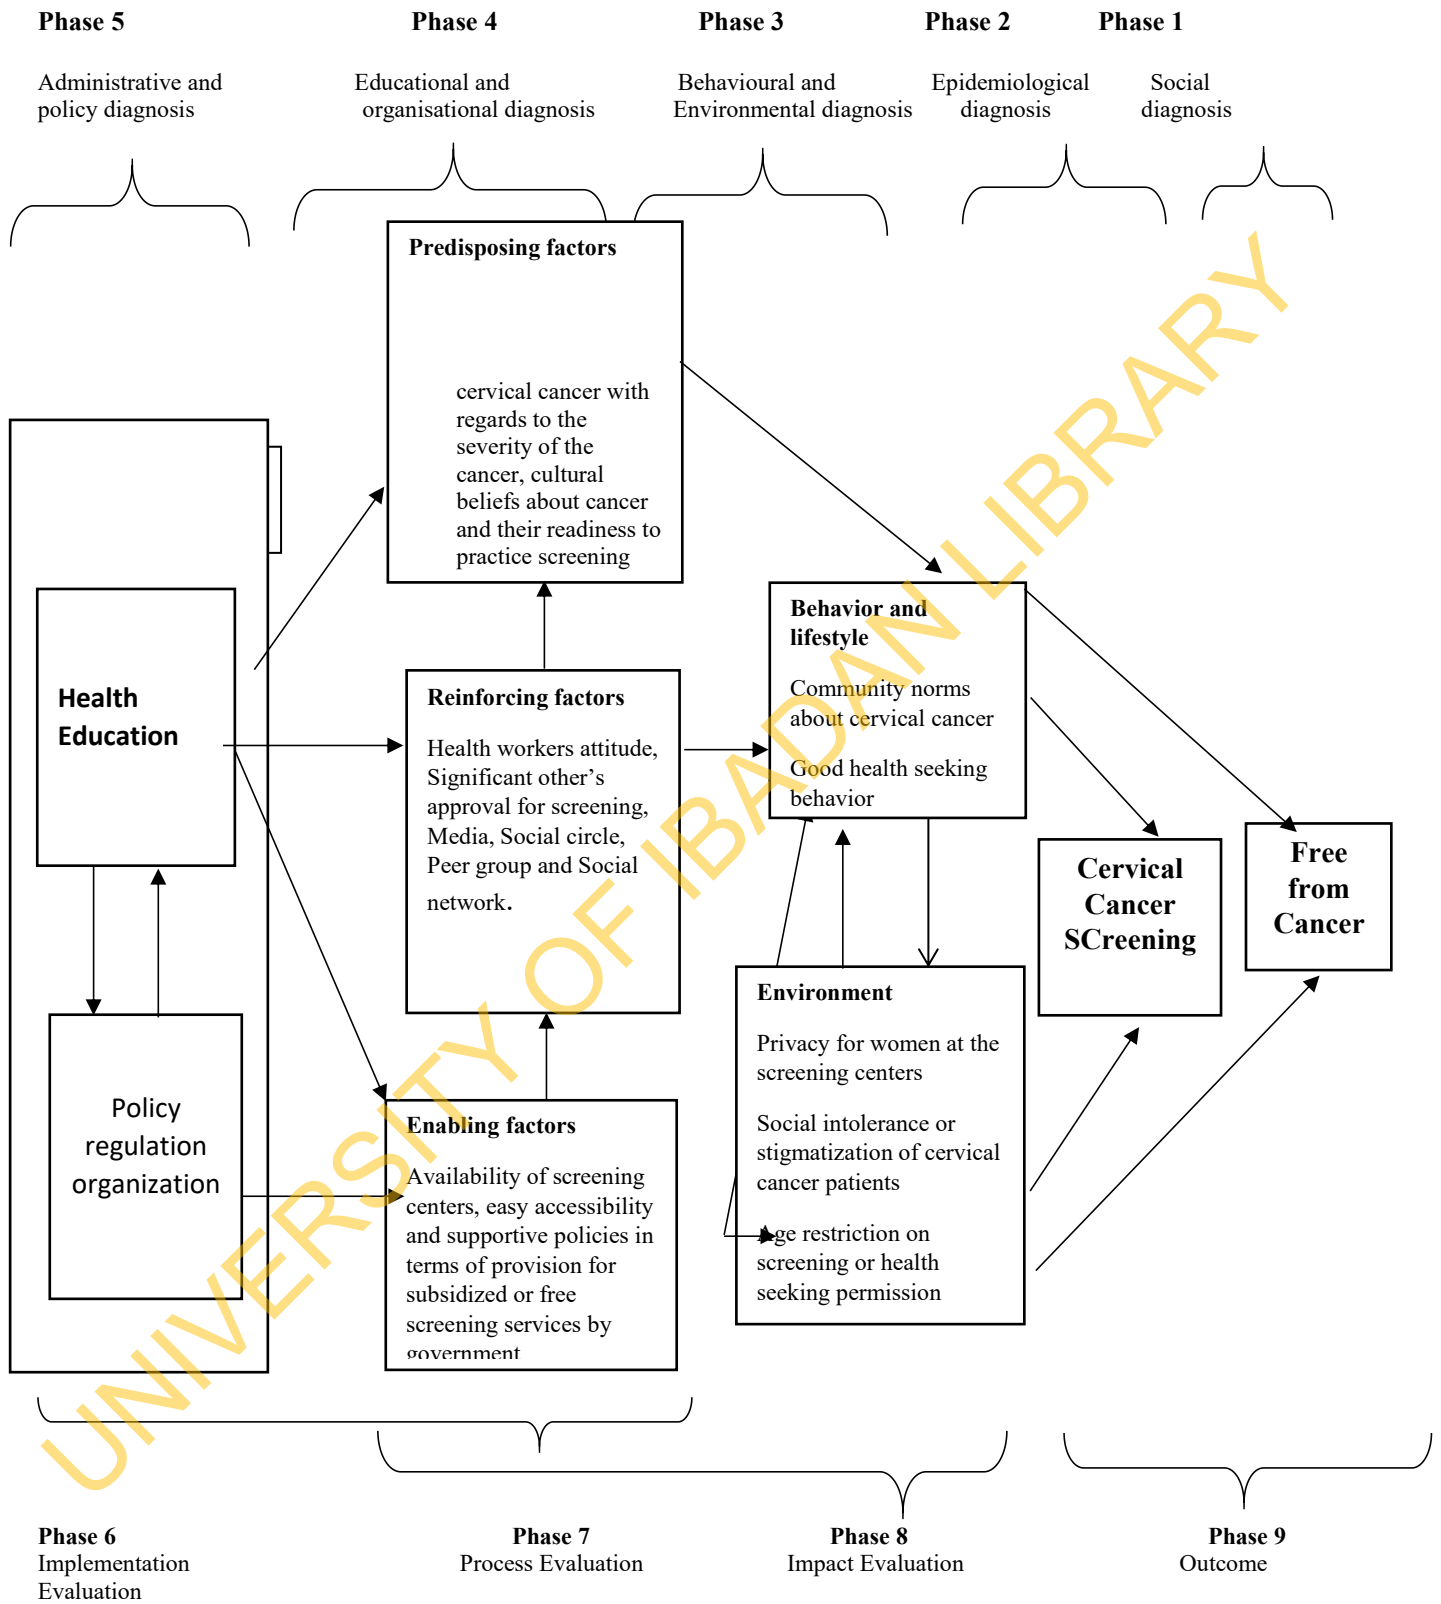 Phase 5
Phase 4
Phase 3
Phase 2
Phase 1
Administrative and
policy diagnosis
Educational and
organisational diagnosis
Behavioural and
Environmental diagnosis
Epidemiological
diagnosis
Social
diagnosis
Predisposing factors
cervical cancer with
regards to the
severity of the
cancer, cultural
beliefs about cancer
and their readiness to
practice screening
Health
Education
Reinforcing factors
Health workers attitude,
Significant other’s
approval for screening,
Media, Social circle,
Peer group and Social
network.
Behavior and
lifestyle
Community norms
about cervical cancer
Good health seeking
behavior
Cervical
Cancer
SCreening
Free
from
Cancer
Policy
regulation
organization
Enabling factors
Availability of screening
centers, easy accessibility
and supportive policies in
terms of provision for
subsidized or free
screening services by
government
Environment
Privacy for women at the
screening centers
Social intolerance or
stigmatization of cervical
cancer patients
Age restriction on
screening or health
seeking permission
Phase 6
Implementation
Evaluation
Phase 7
Process Evaluation
Phase 8
Impact Evaluation
Phase 9
Outcome
UNIVERSITY OF IBADAN LIBRARY